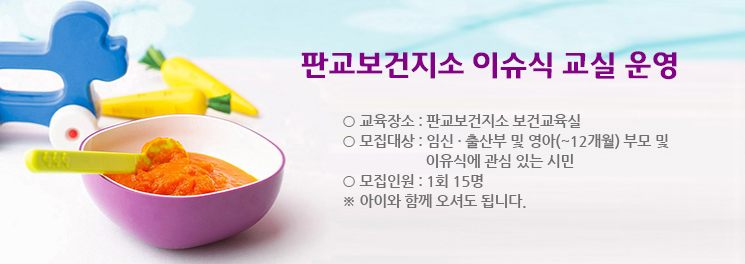 판교보건지소 이슈식 교실 운영
○ 교육장소 : 판교보건지소 보건교육실
○ 모집대상 : 임신 · 출산부 및 영아(~12개월) 부모 및
이유식에 관심 있는 시민
○ 모집인원 : 1회 15명
※ 아이와 함께 오셔도 됩니다.